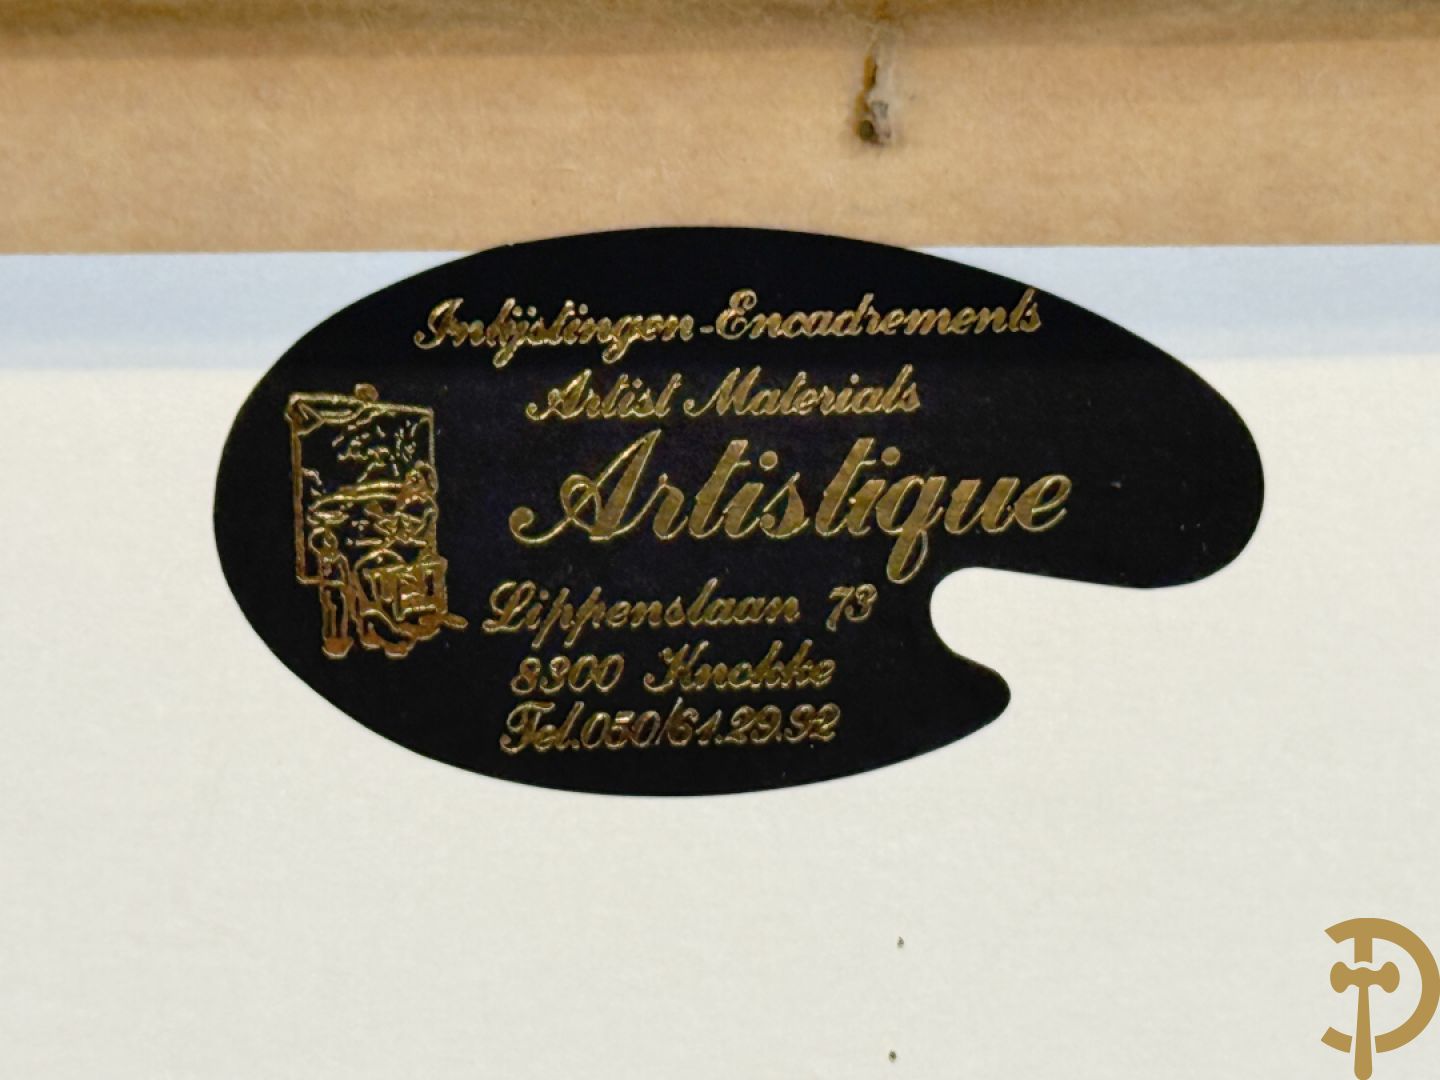 Inlijstingen-Encadrements
Artist Materials
Artistique
Lippenslaan 73
8300 Knokke
Tel.050/61.29.92